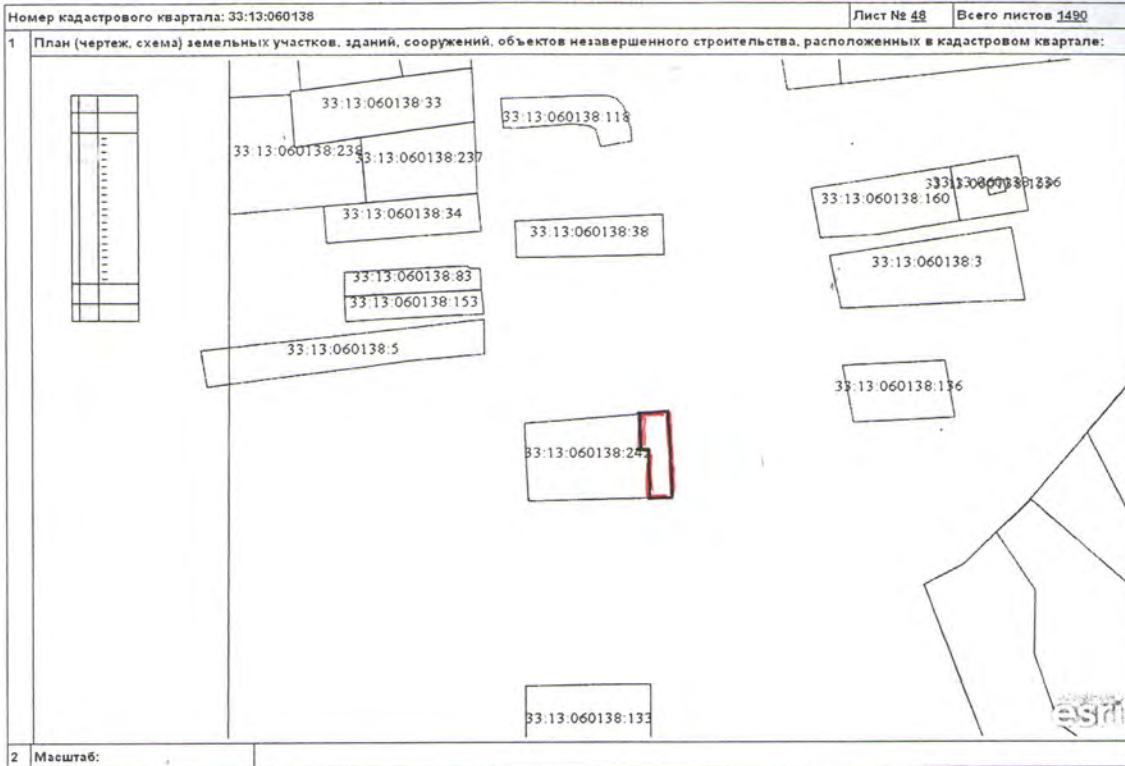 Номер кадастрового квартала: 33:13:060138
Лист № 48
Всего листов 1490
1
План (чертеж, схема) земельных участков, зданий, сооружений, объектов незавершенного строительства, расположенных в кадастровом квартале:
33:13:060138:33
33:13:060138:118
33:13:060138:238
33:13:060138:237
33:13:060138:160
33:13:060138:34
33:13:060138:38
33:13:060138:3
33:13:060138:83
33:13:060138:153
33:13:060138:5
33:13:060138:136
33:13:060138:242
33:13:060138:133
esri
2
Масштаб: